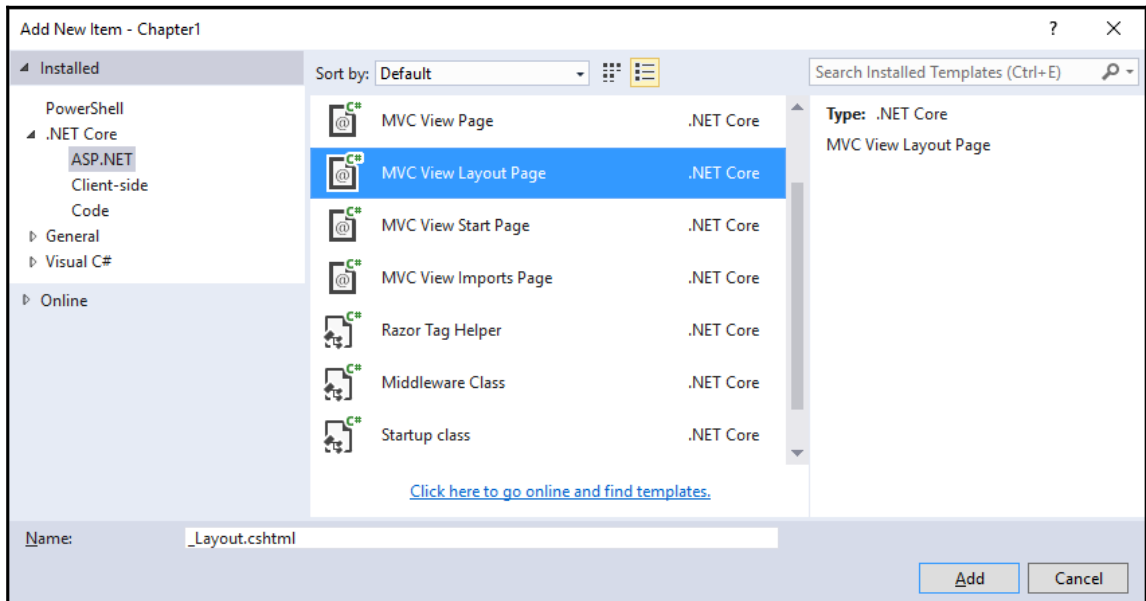 Add New Item - Chapter1 ?
Installed
Sort by: Default
Search Installed Templates (Ctrl+E)
PowerShell
.NET Core
ASP.NET
Client-side
Code
General
Visual C#
Online
C# @ MVC View Page .NET Core
C# @ MVC View Layout Page .NET Core
C# @ MVC View Start Page .NET Core
C# @ MVC View Imports Page .NET Core
C# Razor Tag Helper .NET Core
C# Middleware Class .NET Core
C# Startup class .NET Core
Click here to go online and find templates.
Type: .NET Core
MVC View Layout Page
Name: _Layout.cshtml
Add Cancel